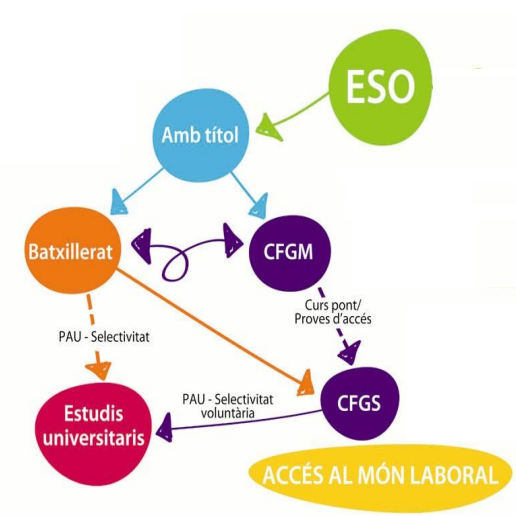 ESO
Amb títol
Batxillerat
CFGM
Curs pont/
Proves d'accés
PAU - Selectivitat
PAU - Selectivitat
voluntària
CFGS
Estudis
universitaris
ACCÉS AL MÓN LABORAL